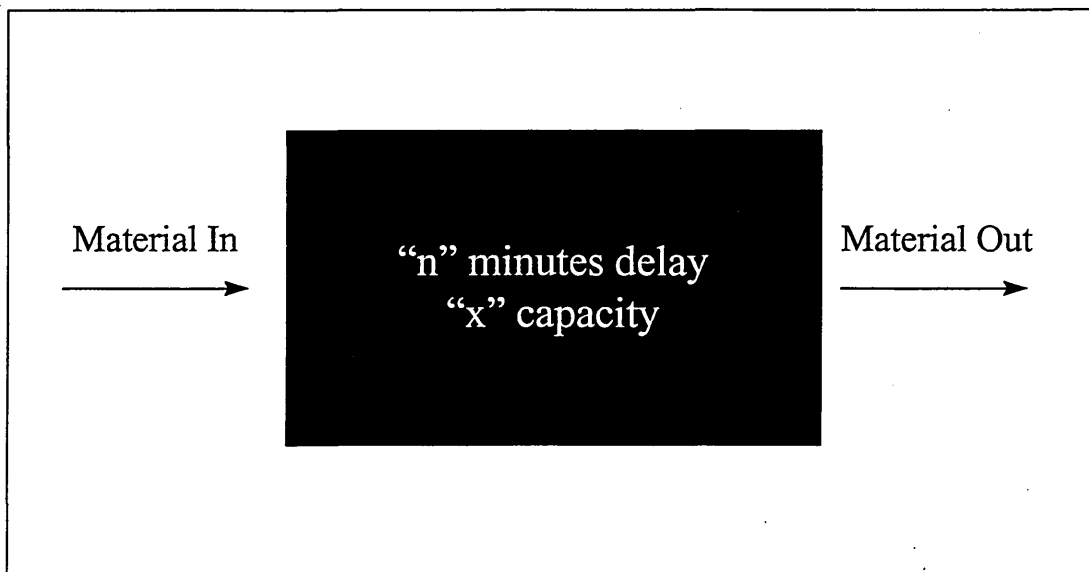 Material In
“n” minutes delay
“x” capacity
Material Out